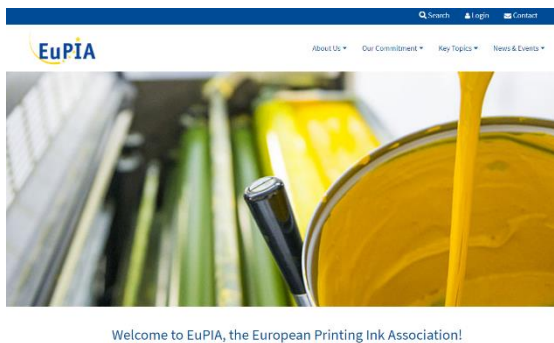 Search Login Contact
EuPIA
About Us Our Commitment Key Topics News & Events
Welcome to EuPIA, the European Printing Ink Association!